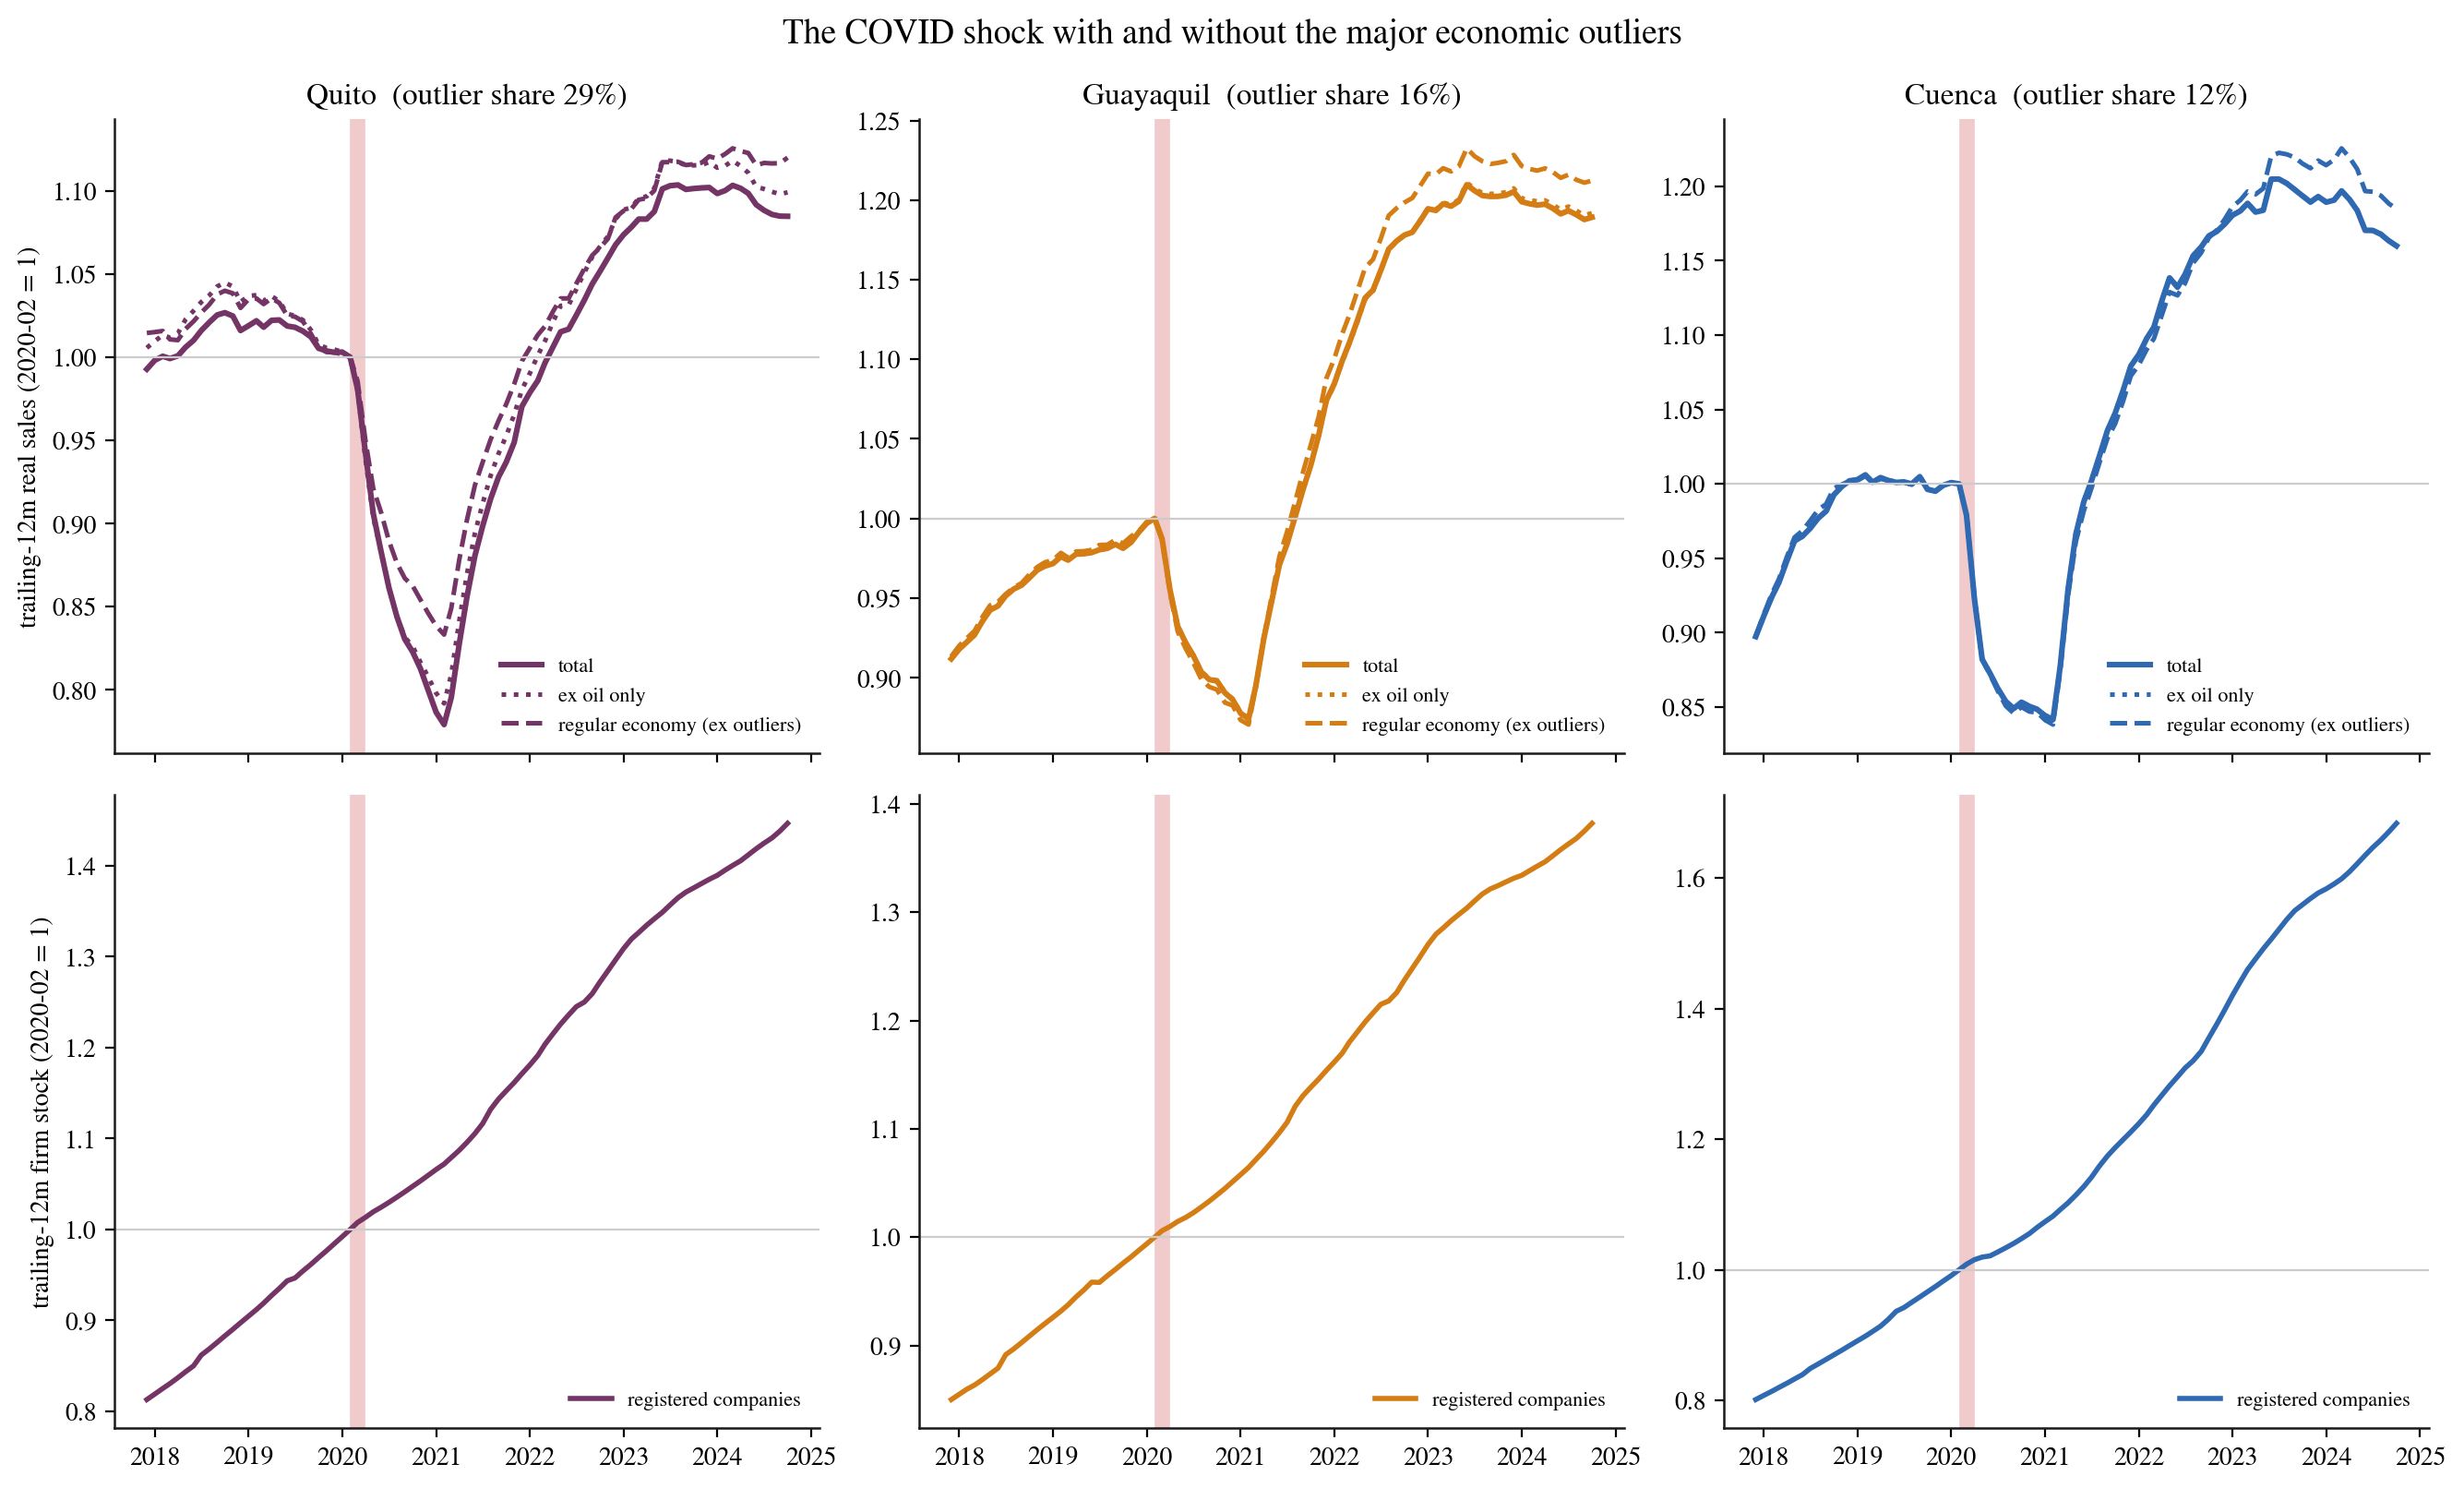 The COVID shock with and without the major economic outliers
Quito (outlier share 29%)
trailing-12m real sales (2020-02 = 1)
1.10
1.05
1.00
0.95
0.90
0.85
0.80
total
ex oil only
regular economy (ex outliers)
Guayaquil (outlier share 16%)
1.25
1.20
1.15
1.10
1.05
1.00
0.95
0.90
total
ex oil only
regular economy (ex outliers)
Cuenca (outlier share 12%)
1.20
1.15
1.10
1.05
1.00
0.95
0.90
0.85
total
ex oil only
regular economy (ex outliers)
trailing-12m firm stock (2020-02 = 1)
1.4
1.3
1.2
1.1
1.0
0.9
0.8
registered companies
2018 2019 2020 2021 2022 2023 2024 2025
1.4
1.3
1.2
1.1
1.0
0.9
registered companies
2018 2019 2020 2021 2022 2023 2024 2025
1.6
1.4
1.2
1.0
0.8
registered companies
2018 2019 2020 2021 2022 2023 2024 2025